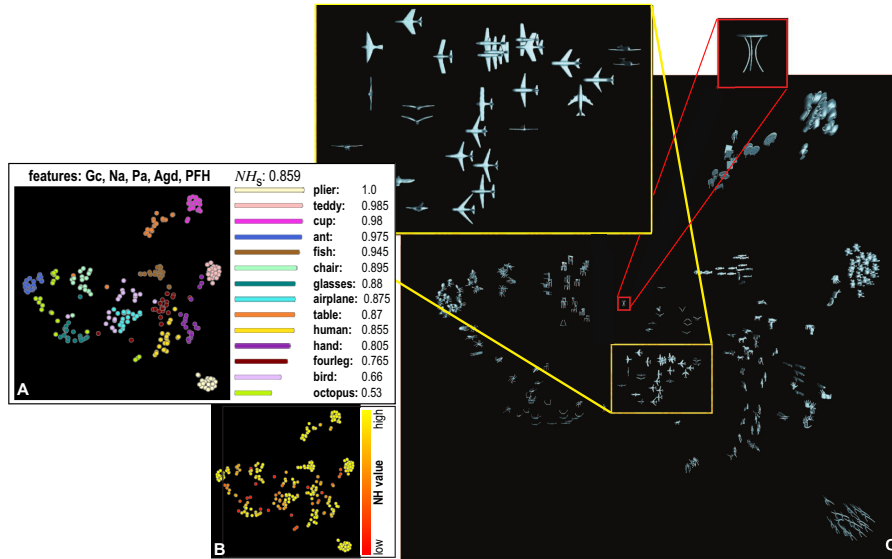 features: Gc, Na, Pa, Agd, PFH
NHS: 0.859
plier: 1.0
teddy: 0.985
cup: 0.98
ant: 0.975
fish: 0.945
chair: 0.895
glasses: 0.88
airplane: 0.875
table: 0.87
human: 0.855
hand: 0.805
fourleg: 0.765
bird: 0.66
octopus: 0.53
A
high
NH value
low
B
C